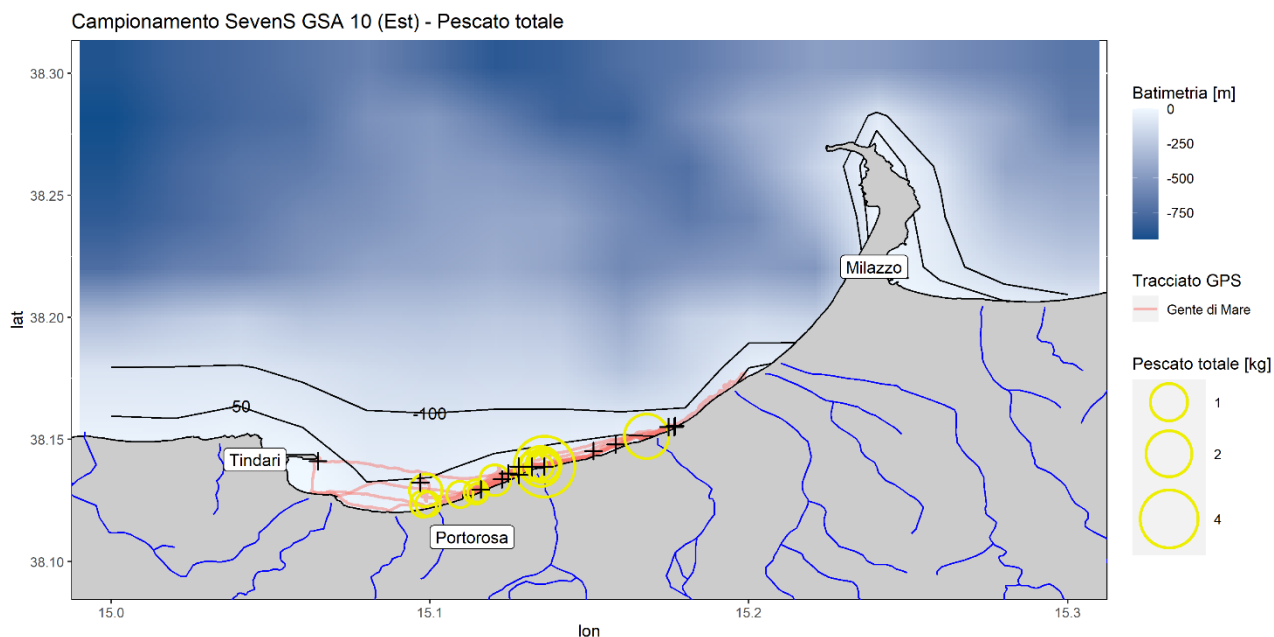 Campionamento SevenS GSA 10 (Est) - Pescato totale
38.30
38.25
38.20
38.15
38.10
lat
15.0
15.1
15.2
15.3
lon
Milazzo
50
-100
Tindari
Portorosa
Batimetria [m]
0
-250
-500
-750
Tracciato GPS
Gente di Mare
Pescato totale [kg]
1
2
4